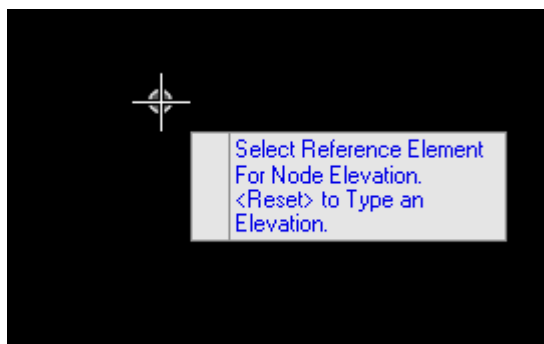 Select Reference Element
For Node Elevation.
<Reset> to Type an
Elevation.